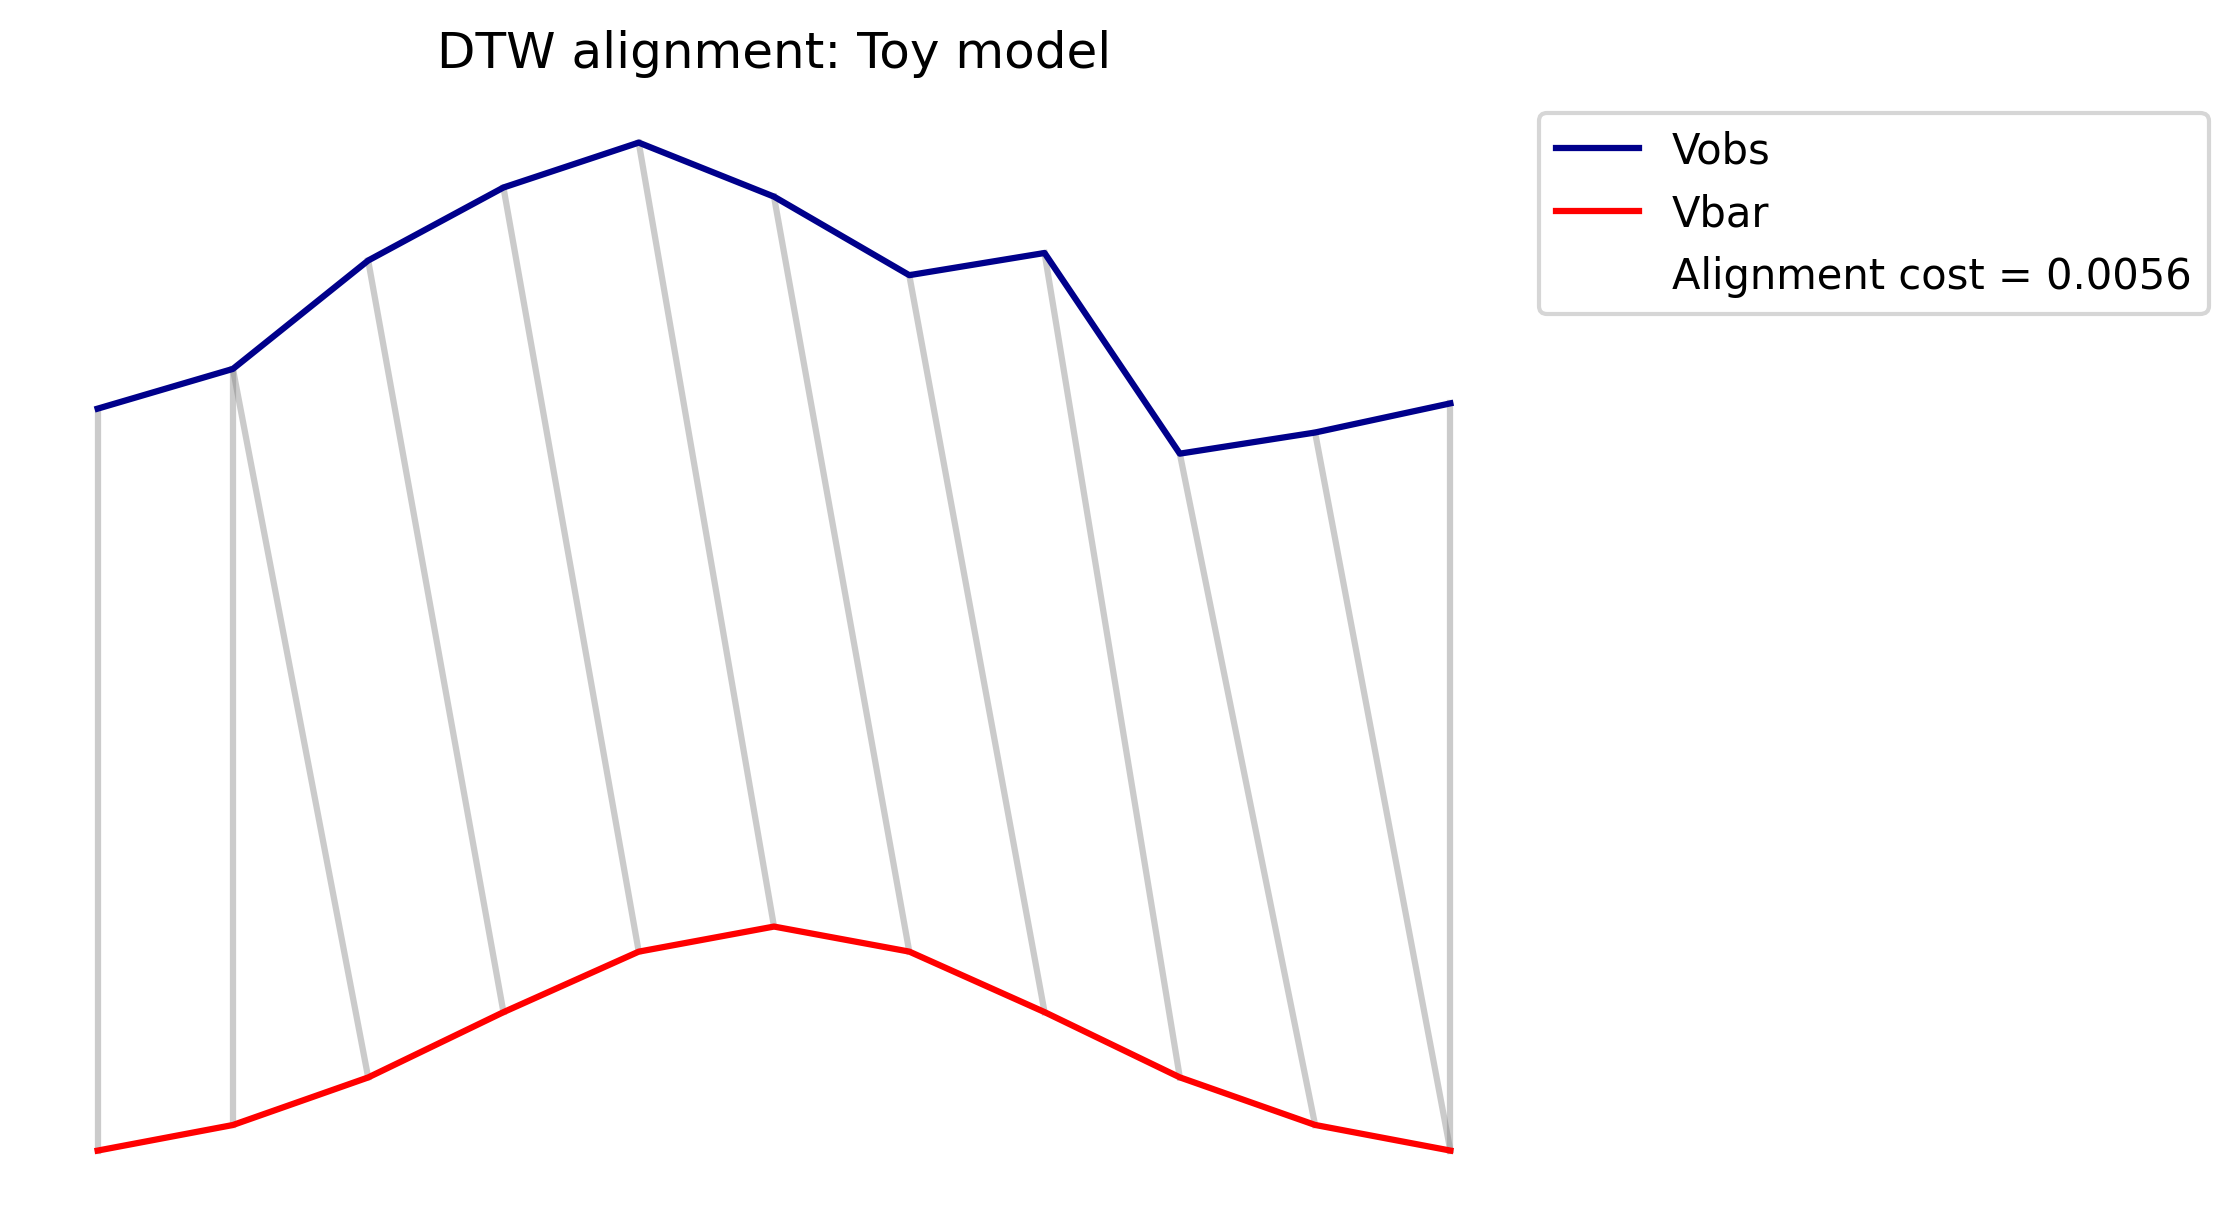 DTW alignment: Toy model
Vobs
Vbar
Alignment cost = 0.0056